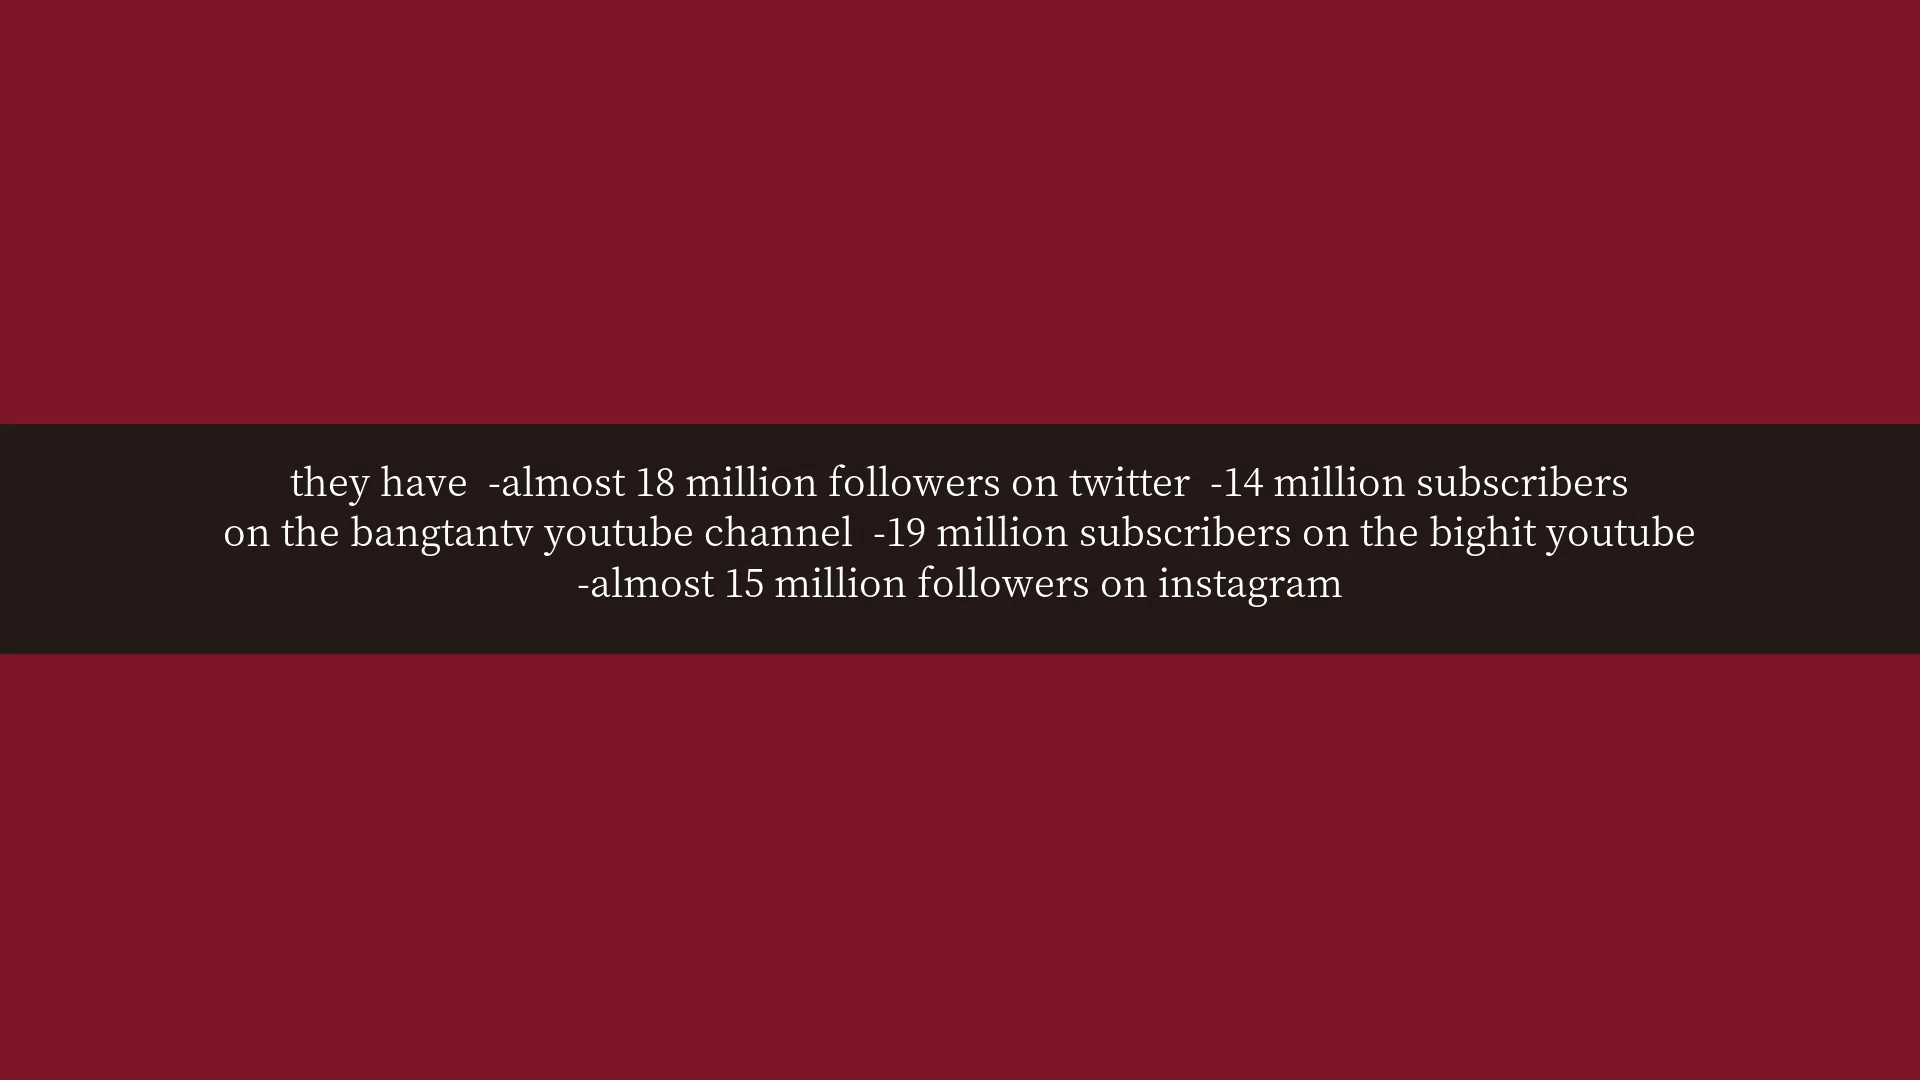 they have  -almost 18 million followers on twitter  -14 million subscribers
on the bangtantv youtube channel  -19 million subscribers on the bighit youtube
-almost 15 million followers on instagram